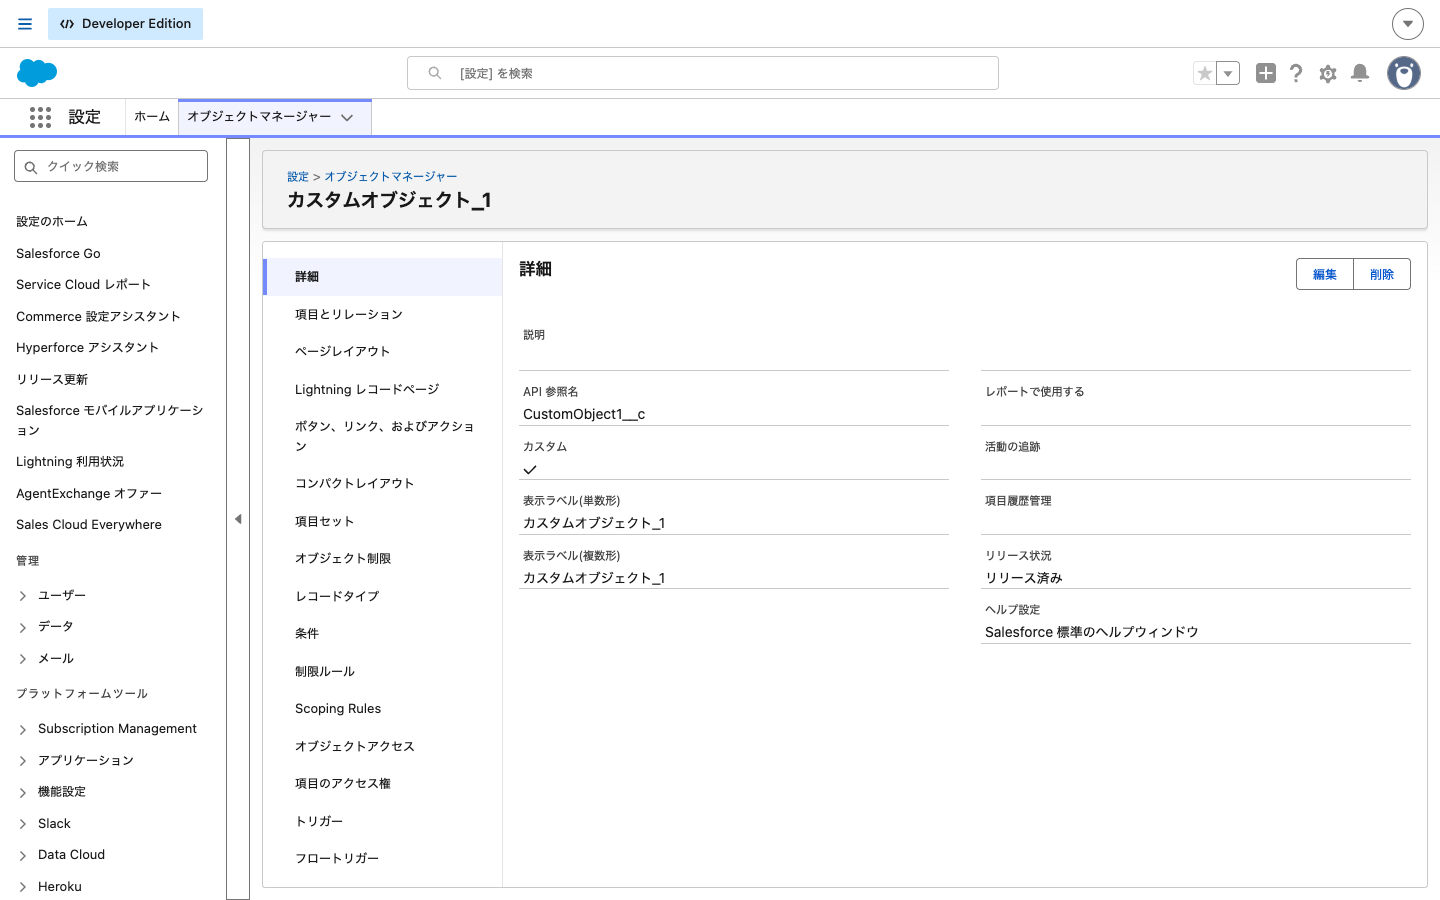 Developer Edition
[設定] を検索
設定
ホーム
オブジェクトマネージャー
クイック検索
設定のホーム
Salesforce Go
Service Cloud レポート
Commerce 設定アシスタント
Hyperforce アシスタント
リリース更新
Salesforce モバイルアプリケーシ
ョン
Lightning 利用状況
AgentExchange オファー
Sales Cloud Everywhere
管理
ユーザー
データ
メール
プラットフォームツール
Subscription Management
アプリケーション
機能設定
Slack
Data Cloud
Heroku
設定 > オブジェクトマネージャー
カスタムオブジェクト_1
詳細
項目とリレーション
ページレイアウト
Lightning レコードページ
ボタン、リンク、およびアクショ
ン
コンパクトレイアウト
項目セット
オブジェクト制限
レコードタイプ
条件
制限ルール
Scoping Rules
オブジェクトアクセス
項目のアクセス権
トリガー
フロートリガー
詳細
編集
削除
説明
API 参照名
CustomObject1__c
カスタム
表示ラベル(単数形)
カスタムオブジェクト_1
表示ラベル(複数形)
カスタムオブジェクト_1
レポートで使用する
活動の追跡
項目履歴管理
リリース状況
リリース済み
ヘルプ設定
Salesforce 標準のヘルプウィンドウ